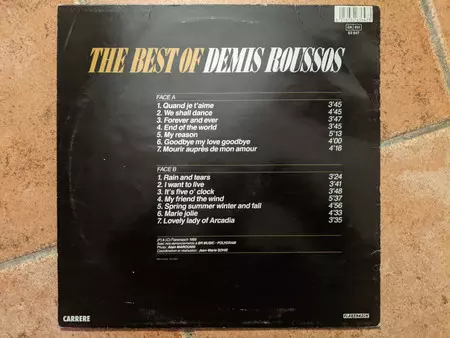 THE BEST OF DEMIS ROUSSOS
FACE A
1. Quand je t'aime 3'45
2. We shall dance 4'45
3. Forever and ever 3'47
4. End of the world 3'45
5. My reason 5'13
6. Goodbye my love goodbye 4'00
7. Mourir auprès de mon amour 4'18
FACE B
1. Rain and tears 3'24
2. I want to live 3'41
3. It's five o' clock 3'48
4. My friend the wind 5'37
5. Spring summer winter and fall 4'56
6. Marie jolie 4'33
7. Lovely lady of Arcadia 3'35
CARRERE
FLARENASCH